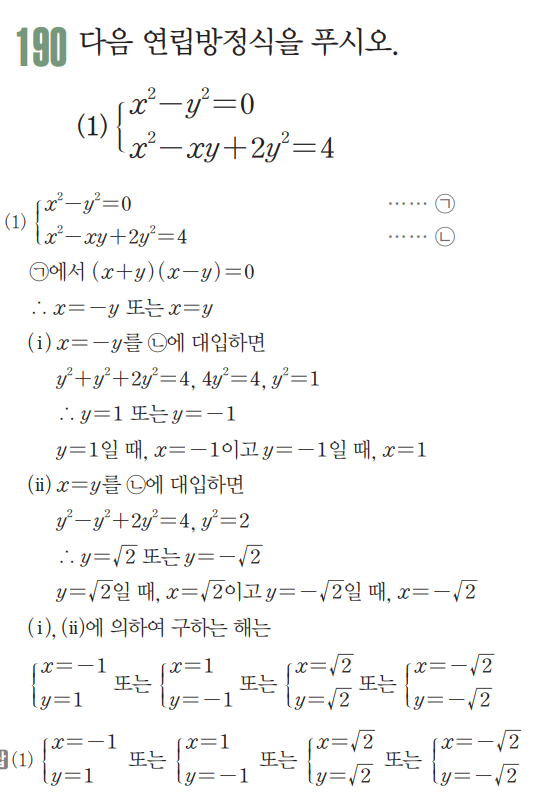 190 다음 연립방정식을 푸시오.
(1) { x²−y²=0
x²−xy+2y²=4
(1) { x²−y²=0 …… ㉠
x²−xy+2y²=4 …… ㉡
㉠에서 (x+y)(x−y)=0
∴ x=−y 또는 x=y
(ⅰ) x=−y를 ㉡에 대입하면
y²+y²+2y²=4, 4y²=4, y²=1
∴ y=1 또는 y=−1
y=1일 때, x=−1이고 y=−1일 때, x=1
(ⅱ) x=y를 ㉡에 대입하면
y²−y²+2y²=4, y²=2
∴ y=√2 또는 y=−√2
y=√2일 때, x=√2이고 y=−√2일 때, x=−√2
(ⅰ), (ⅱ)에 의하여 구하는 해는
{ x=−1 또는 { x=1 또는 { x=√2 또는 { x=−√2
y=1 y=−1 y=√2 y=−√2
답 (1) { x=−1 또는 { x=1 또는 { x=√2 또는 { x=−√2
y=1 y=−1 y=√2 y=−√2